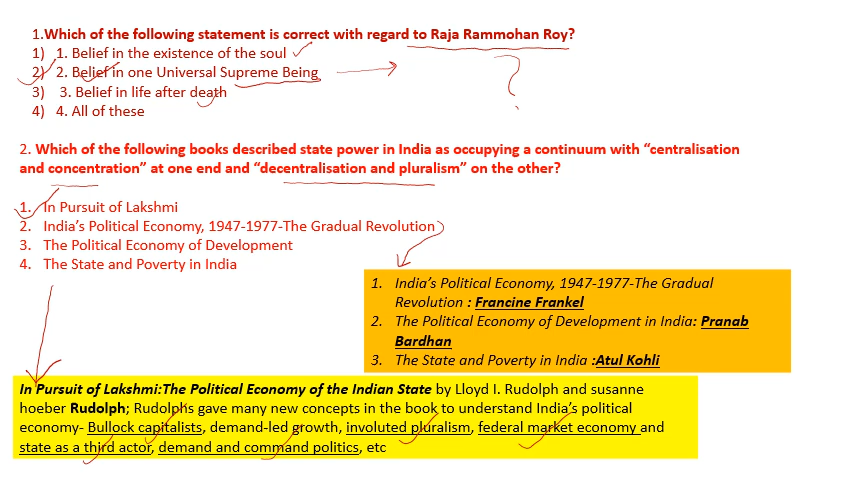 1.Which of the following statement is correct with regard to Raja Rammohan Roy?
1) 1. Belief in the existence of the soul
2) 2. Belief in one Universal Supreme Being
3) 3. Belief in life after death
4) 4. All of these
?
2. Which of the following books described state power in India as occupying a continuum with “centralisation
and concentration” at one end and “decentralisation and pluralism” on the other?
1. In Pursuit of Lakshmi
2. India’s Political Economy, 1947-1977-The Gradual Revolution
3. The Political Economy of Development
4. The State and Poverty in India
1. India’s Political Economy, 1947-1977-The Gradual
Revolution : Francine Frankel
2. The Political Economy of Development in India: Pranab
Bardhan
3. The State and Poverty in India :Atul Kohli
In Pursuit of Lakshmi:The Political Economy of the Indian State by Lloyd I. Rudolph and susanne
hoeber Rudolph; Rudolphs gave many new concepts in the book to understand India’s political
economy- Bullock capitalists, demand-led growth, involuted pluralism, federal market economy and
state as a third actor, demand and command politics, etc